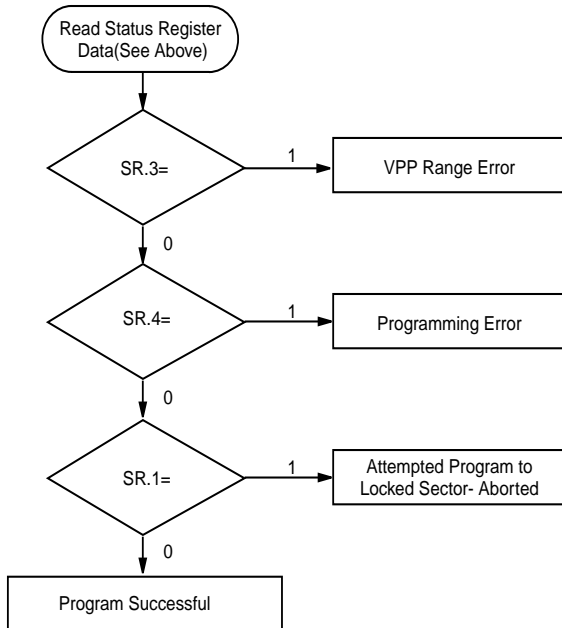 Read Status Register
Data(See Above)
SR.3=
1
VPP Range Error
0
SR.4=
1
Programming Error
0
SR.1=
1
Attempted Program to
Locked Sector- Aborted
0
Program Successful